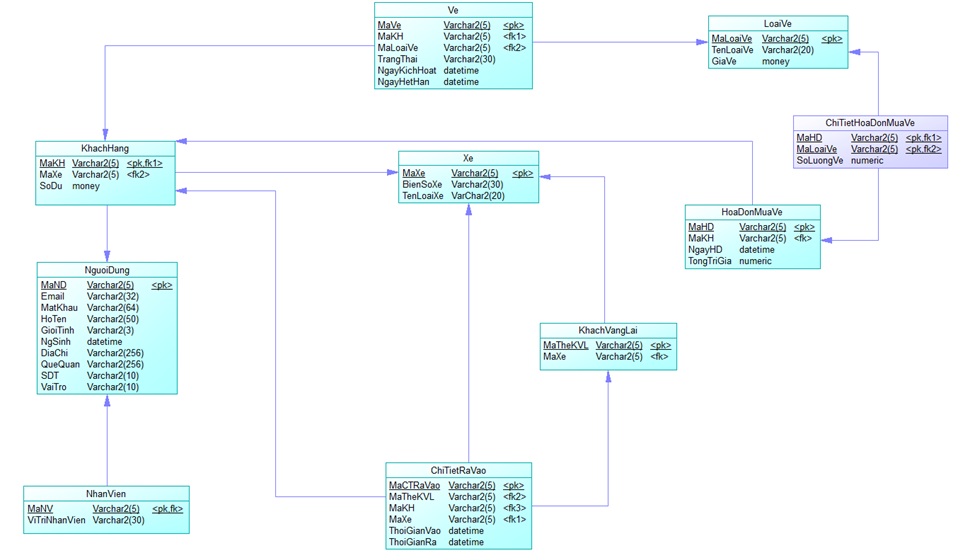 Ve
MaVe Varchar2(5) <pk>
MaKH Varchar2(5) <fk1>
MaLoaiVe Varchar2(5) <fk2>
TrangThai Varchar2(30)
NgayKichHoat datetime
NgayHetHan datetime
LoaiVe
MaLoaiVe Varchar2(5) <pk>
TenLoaiVe Varchar2(20)
GiaVe money
ChiTietHoaDonMuaVe
MaHD Varchar2(5) <pk,fk1>
MaLoaiVe Varchar2(5) <pk,fk2>
SoLuongVe numeric
KhachHang
MaKH Varchar2(5) <pk,fk1>
MaXe Varchar2(5) <fk2>
SoDu money
Xe
MaXe Varchar2(5) <pk>
BienSoXe Varchar2(30)
TenLoaiXe VarChar2(20)
HoaDonMuaVe
MaHD Varchar2(5) <pk>
MaKH Varchar2(5) <fk>
NgayHD datetime
TongTriGia numeric
NguoiDung
MaND Varchar2(5) <pk>
Email Varchar2(32)
MatKhau Varchar2(64)
HoTen Varchar2(50)
GioiTinh Varchar2(3)
NgSinh datetime
DiaChi Varchar2(256)
QueQuan Varchar2(256)
SDT Varchar2(10)
VaiTro Varchar2(10)
KhachVangLai
MaTheKVL Varchar2(5) <pk>
MaXe Varchar2(5) <fk>
ChiTietRaVao
MaCTRaVao Varchar2(5) <pk>
MaTheKVL Varchar2(5) <fk2>
MaKH Varchar2(5) <fk3>
MaXe Varchar2(5) <fk1>
ThoiGianVao datetime
ThoiGianRa datetime
NhanVien
MaNV Varchar2(5) <pk,fk>
ViTriNhanVien Varchar2(30)